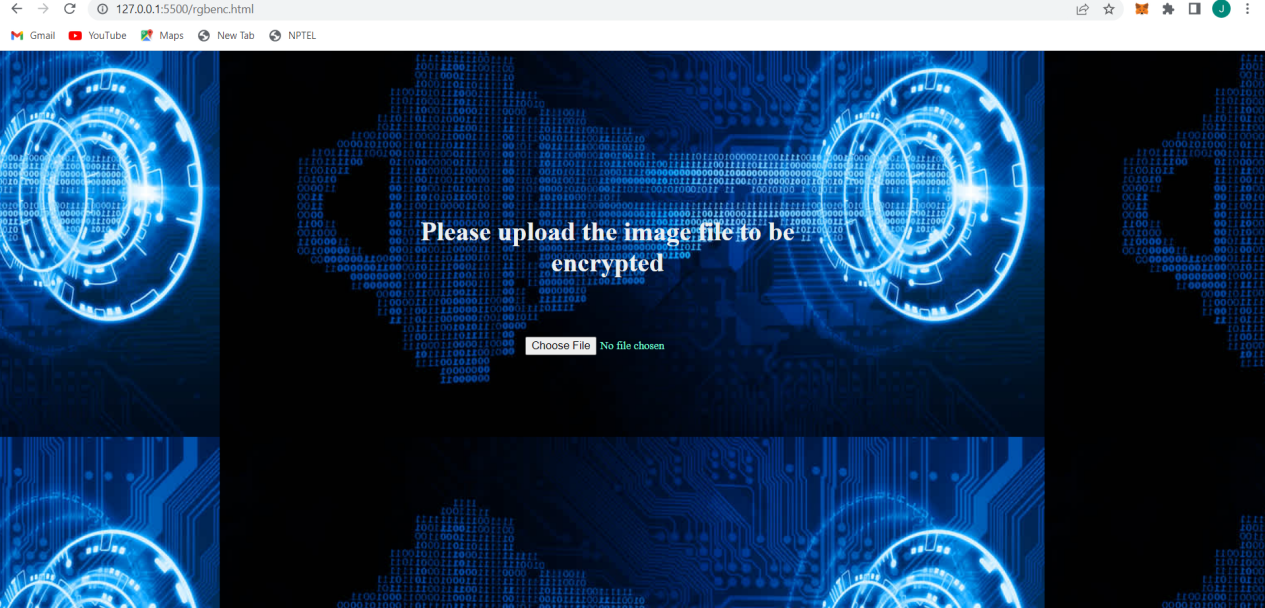 127.0.0.1:5500/rgbenc.html
J
Gmail YouTube Maps New Tab NPTEL
Please upload the image file to be
encrypted
Choose File No file chosen